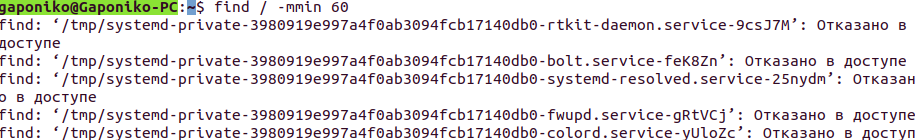 gaponiko@Gaponiko-PC:~$ find / -mmin 60
find: ‘/tmp/systemd-private-3980919e997a4f0ab3094fcb17140db0-rtkit-daemon.service-9csJ7M’: Отказано в
доступе
find: ‘/tmp/systemd-private-3980919e997a4f0ab3094fcb17140db0-bolt.service-feK8Zn’: Отказано в доступе
find: ‘/tmp/systemd-private-3980919e997a4f0ab3094fcb17140db0-systemd-resolved.service-25nydm’: Отказан
о в доступе
find: ‘/tmp/systemd-private-3980919e997a4f0ab3094fcb17140db0-fwupd.service-gRtVCj’: Отказано в доступе
find: ‘/tmp/systemd-private-3980919e997a4f0ab3094fcb17140db0-colord.service-yUloZc’: Отказано в доступ